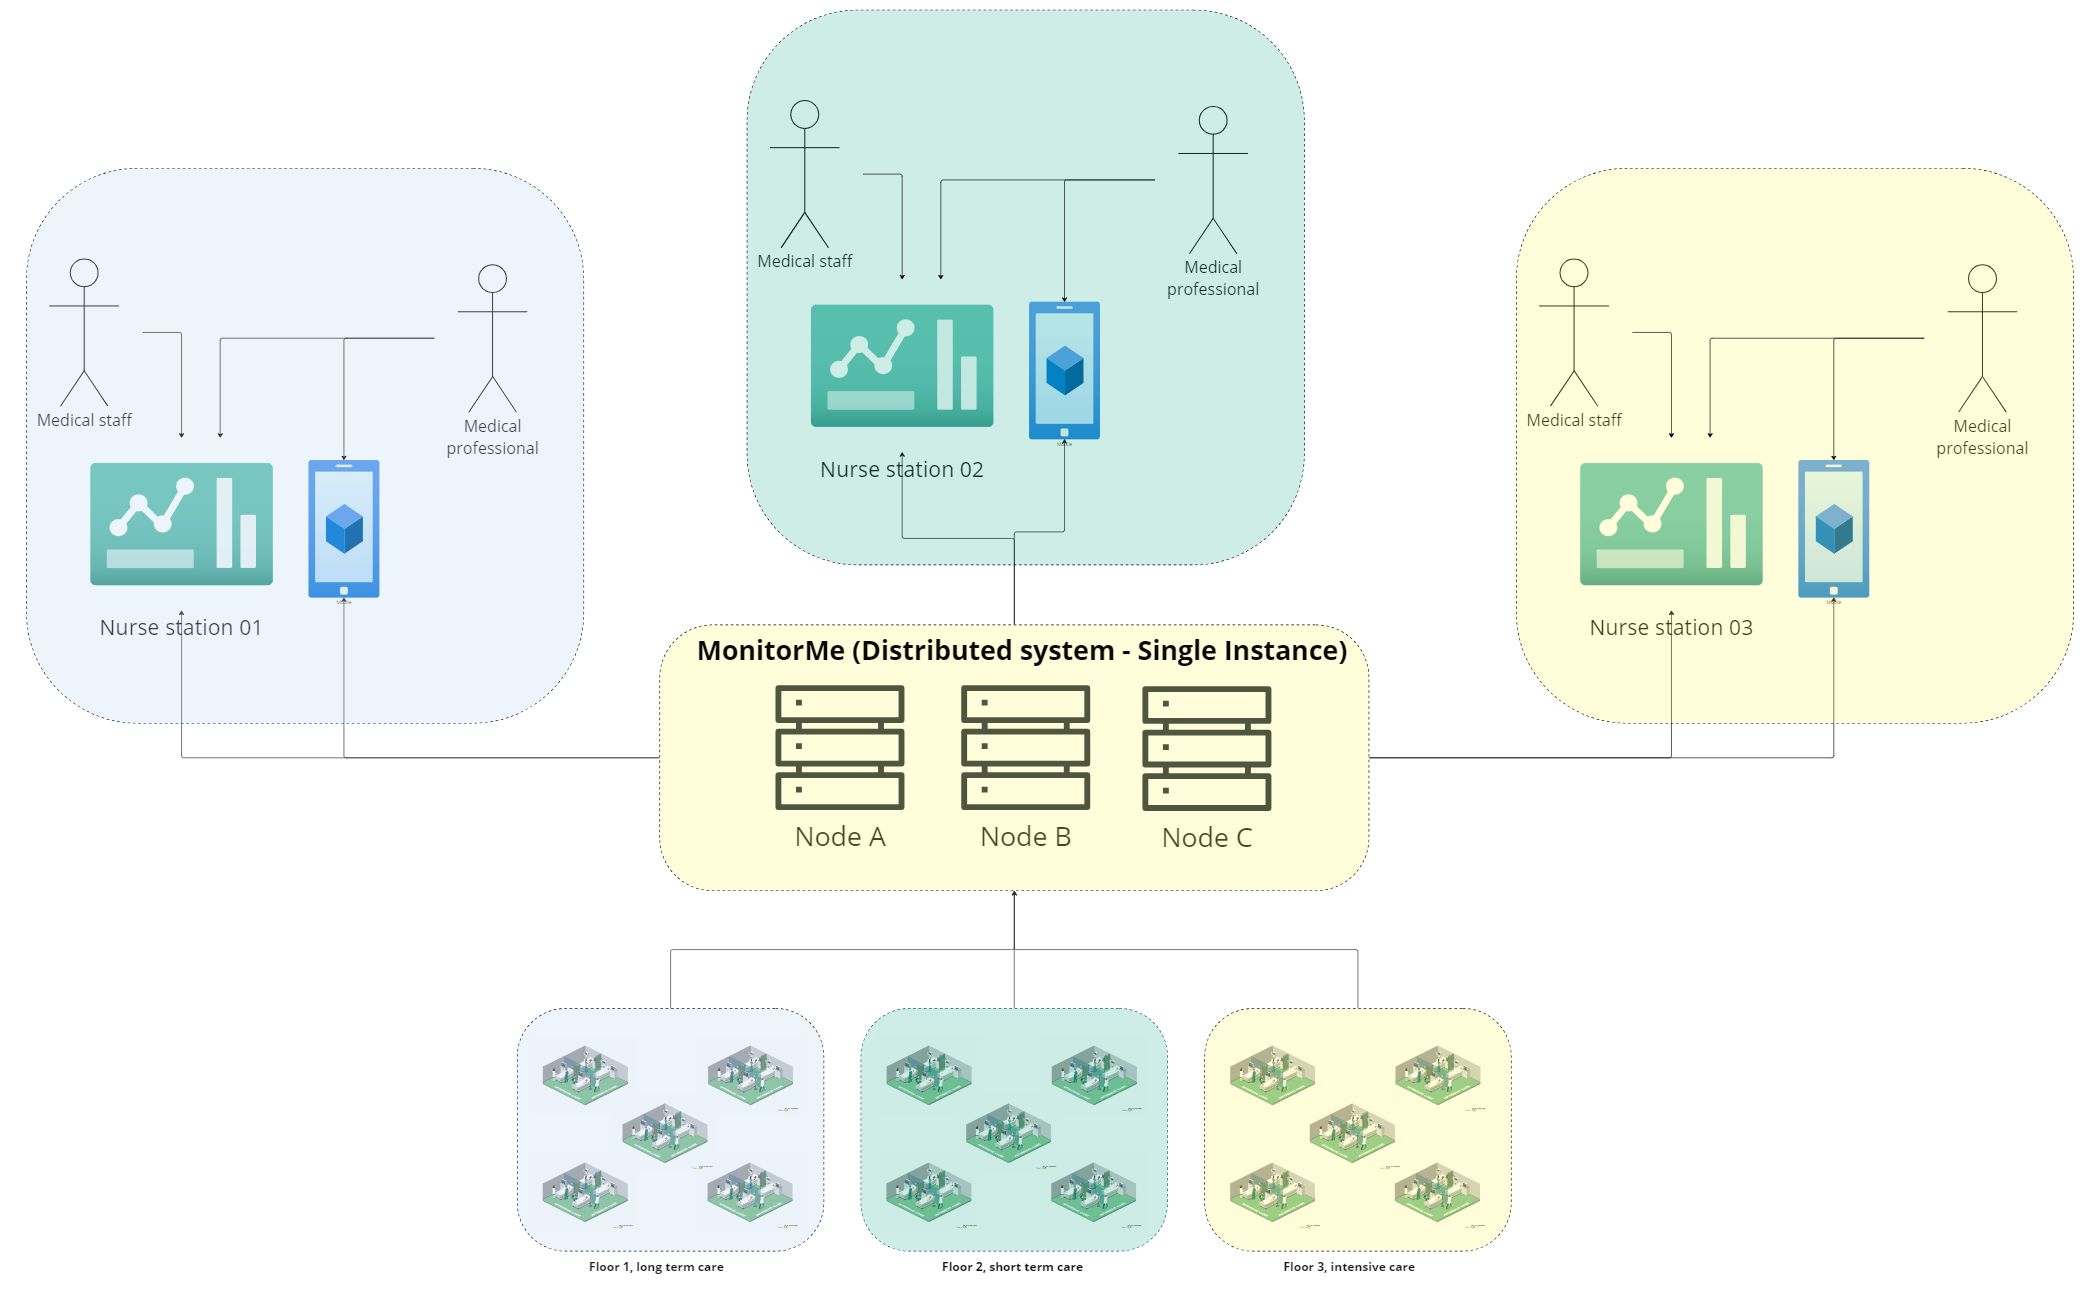 Medical staff
Medical
professional
Nurse station 02
Medical staff
Medical
professional
Nurse station 01
Medical staff
Medical
professional
Nurse station 03
MonitorMe (Distributed system - Single Instance)
Node A
Node B
Node C
Floor 1, long term care
Floor 2, short term care
Floor 3, intensive care